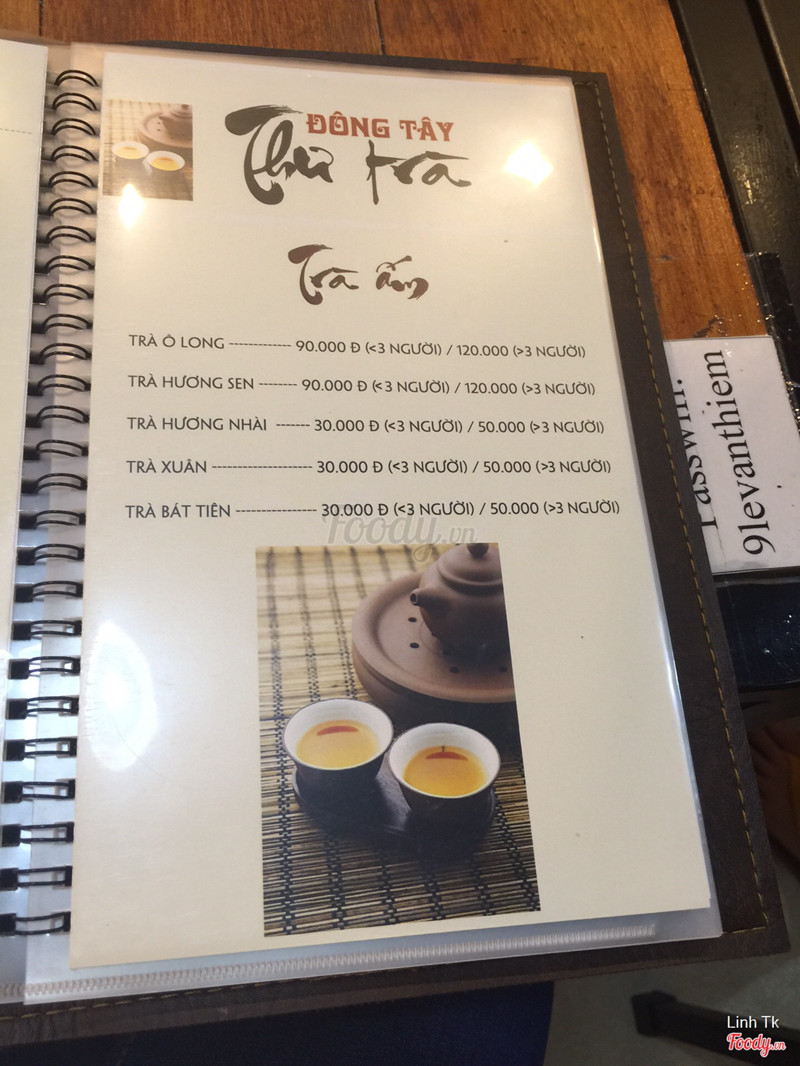 ĐÔNG TÂY
Thú trà
Trà ấm
TRÀ Ô LONG ------------- 90.000 Đ (<3 NGƯỜI) / 120.000 (>3 NGƯỜI)
TRÀ HƯƠNG SEN -------- 90.000 Đ (<3 NGƯỜI) / 120.000 (>3 NGƯỜI)
TRÀ HƯƠNG NHÀI ------- 30.000 Đ (<3 NGƯỜI) / 50.000 (>3 NGƯỜI)
TRÀ XUÂN --------------------- 30.000 Đ (<3 NGƯỜI) / 50.000 (>3 NGƯỜI)
TRÀ BÁT TIÊN ----------------- 30.000 Đ (<3 NGƯỜI) / 50.000 (>3 NGƯỜI)
Foody.vn
91levanthiem
Linh Tk
Foody.vn